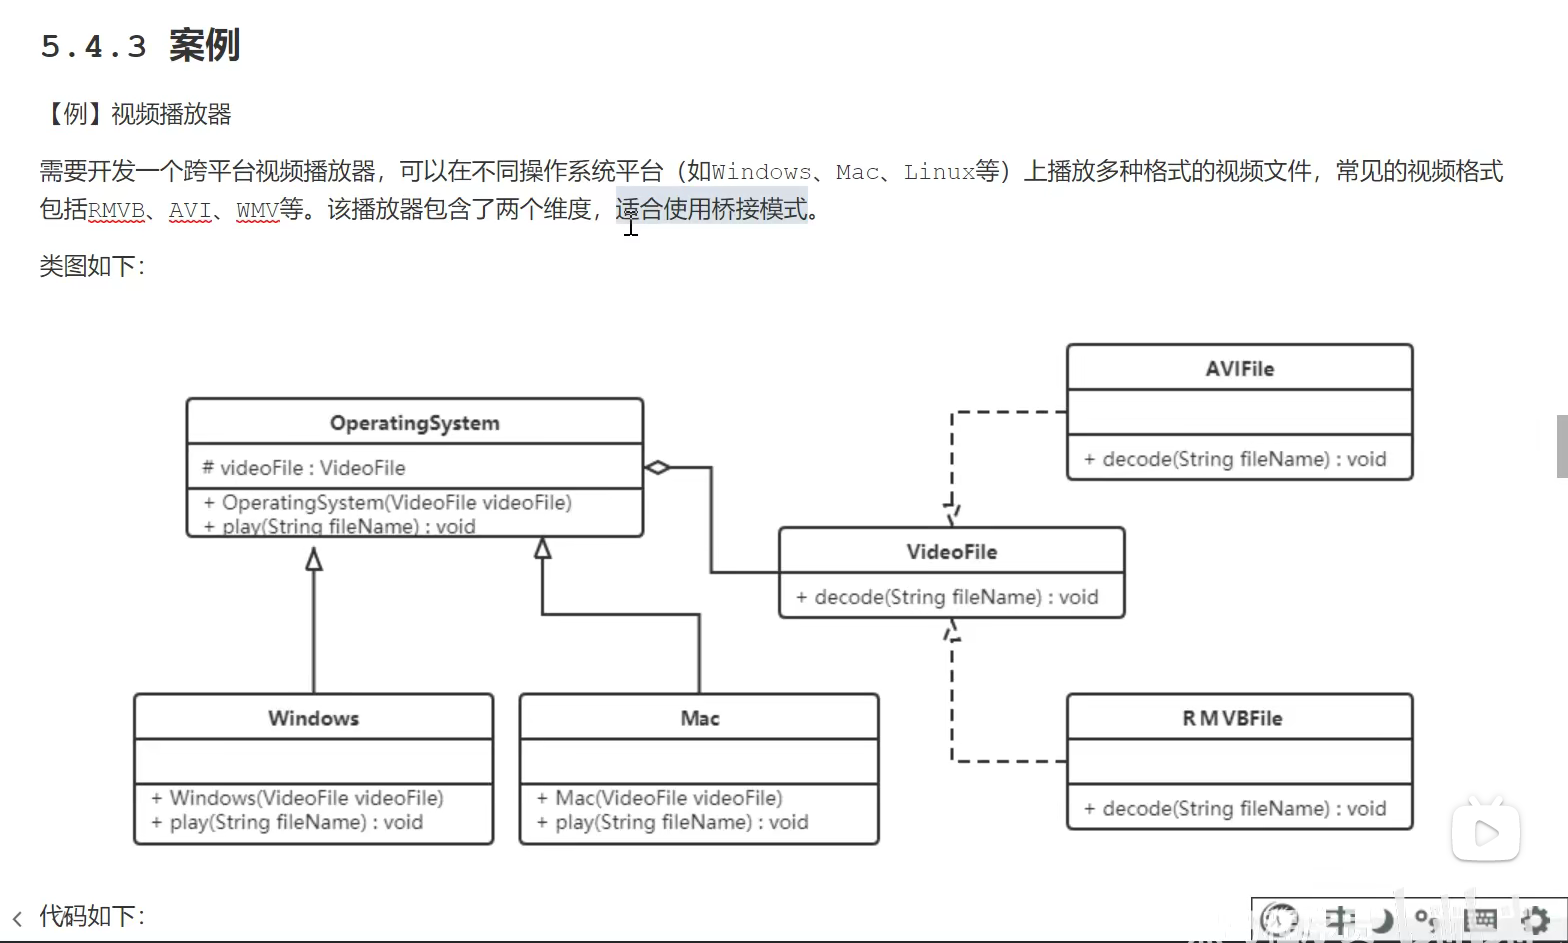 5.4.3 案例
【例】视频播放器
需要开发一个跨平台视频播放器，可以在不同操作系统平台（如Windows、Mac、Linux等）上播放多种格式的视频文件，常见的视频格式
包括RMVB、AVI、WMV等。该播放器包含了两个维度，适合使用桥接模式。
类图如下：
AVIFile
+ decode(String fileName) : void
OperatingSystem
# videoFile : VideoFile
+ OperatingSystem(VideoFile videoFile)
+ play(String fileName) : void
VideoFile
+ decode(String fileName) : void
Windows
+ Windows(VideoFile videoFile)
+ play(String fileName) : void
Mac
+ Mac(VideoFile videoFile)
+ play(String fileName) : void
RMVBFile
+ decode(String fileName) : void
代码如下：
中